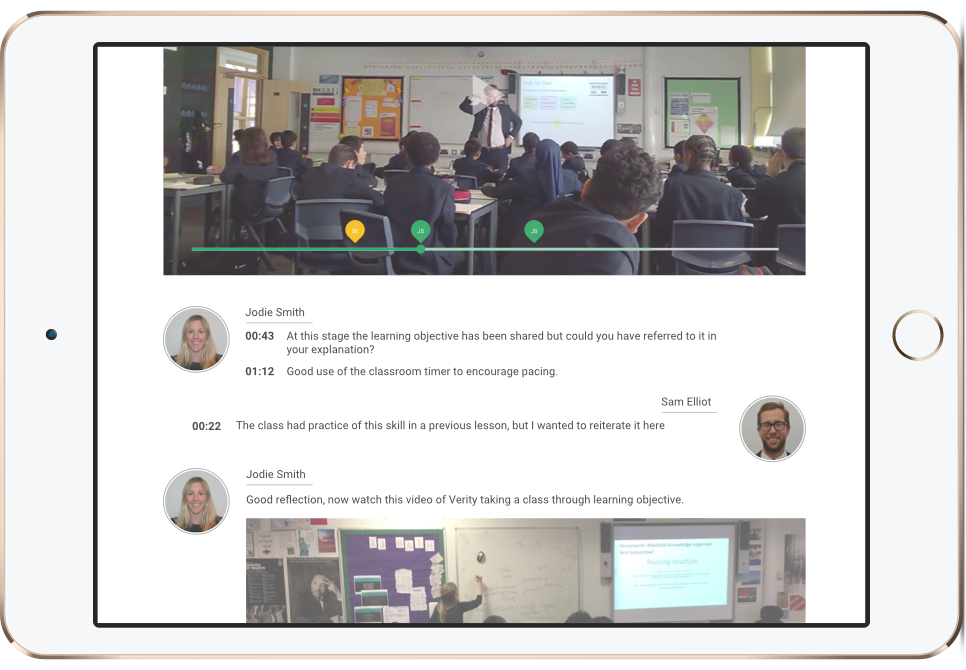 SE
JS
JS
Jodie Smith
00:43 At this stage the learning objective has been shared but could you have referred to it in
your explanation?
01:12 Good use of the classroom timer to encourage pacing.
Sam Elliot
00:22 The class had practice of this skill in a previous lesson, but I wanted to reiterate it here
Jodie Smith
Good reflection, now watch this video of Verity taking a class through learning objective.
Homework: Macbeth knowledge organiser
Test tomorrow!
Revising structure